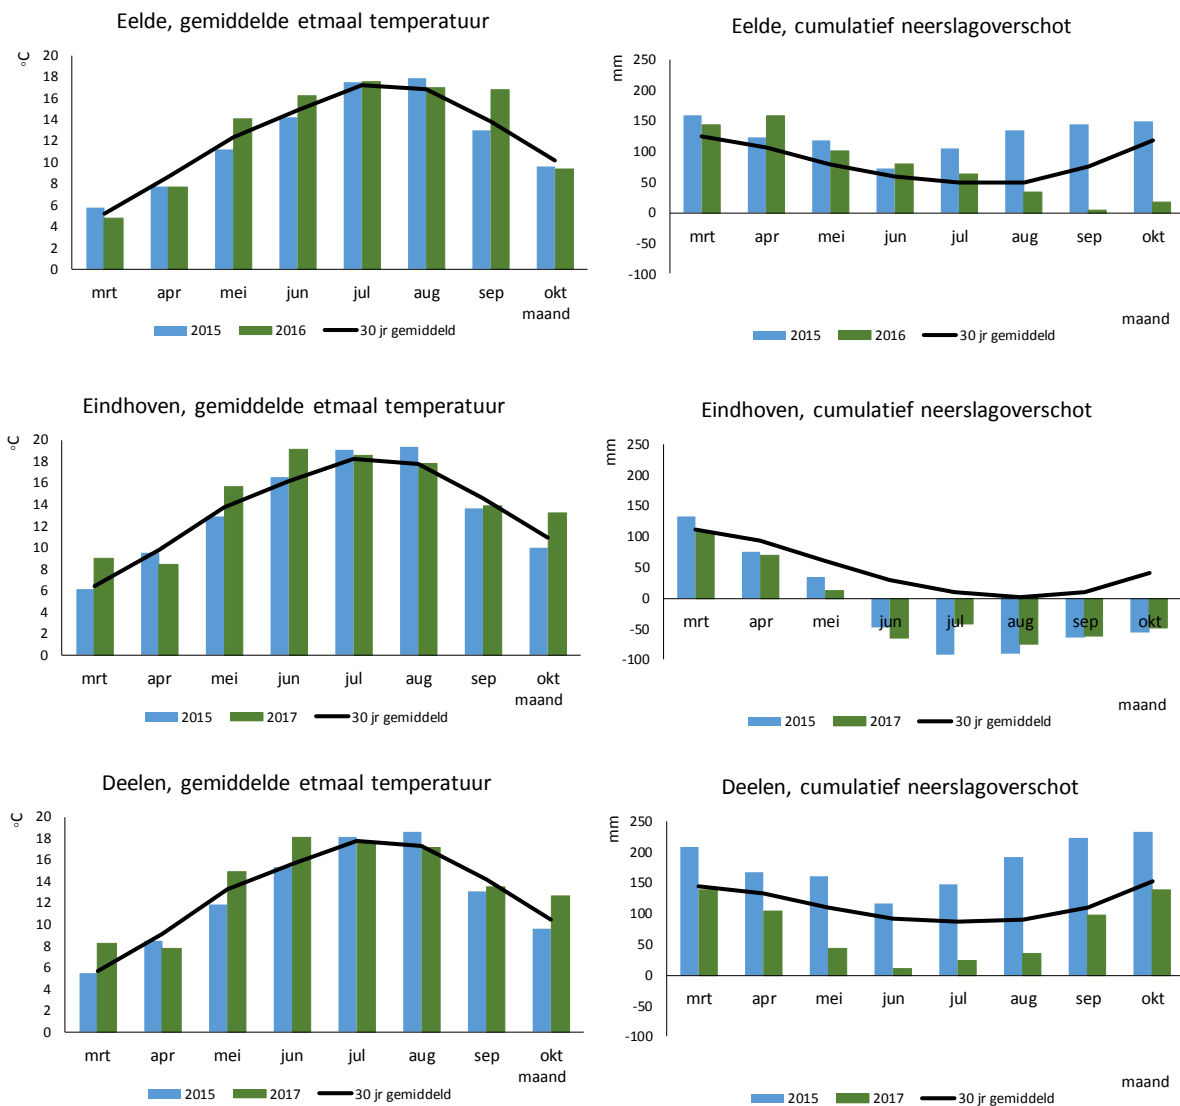 Eelde, gemiddelde etmaal temperatuur
°C
20
18
16
14
12
10
8
6
4
2
0
mrt apr mei jun jul aug sep okt
maand
2015 2016 30 jr gemiddeld
Eelde, cumulatief neerslagoverschot
mm
250
200
150
100
50
0
-50
-100
mrt apr mei jun jul aug sep okt
maand
2015 2016 30 jr gemiddeld
Eindhoven, gemiddelde etmaal temperatuur
°C
20
18
16
14
12
10
8
6
4
2
0
mrt apr mei jun jul aug sep okt
maand
2015 2017 30 jr gemiddeld
Eindhoven, cumulatief neerslagoverschot
mm
250
200
150
100
50
0
-50
-100
mrt apr mei jun jul aug sep okt
maand
2015 2017 30 jr gemiddeld
Deelen, gemiddelde etmaal temperatuur
°C
20
18
16
14
12
10
8
6
4
2
0
mrt apr mei jun jul aug sep okt
maand
2015 2017 30 jr gemiddeld
Deelen, cumulatief neerslagoverschot
mm
250
200
150
100
50
0
-50
-100
mrt apr mei jun jul aug sep okt
maand
2015 2017 30 jr gemiddeld